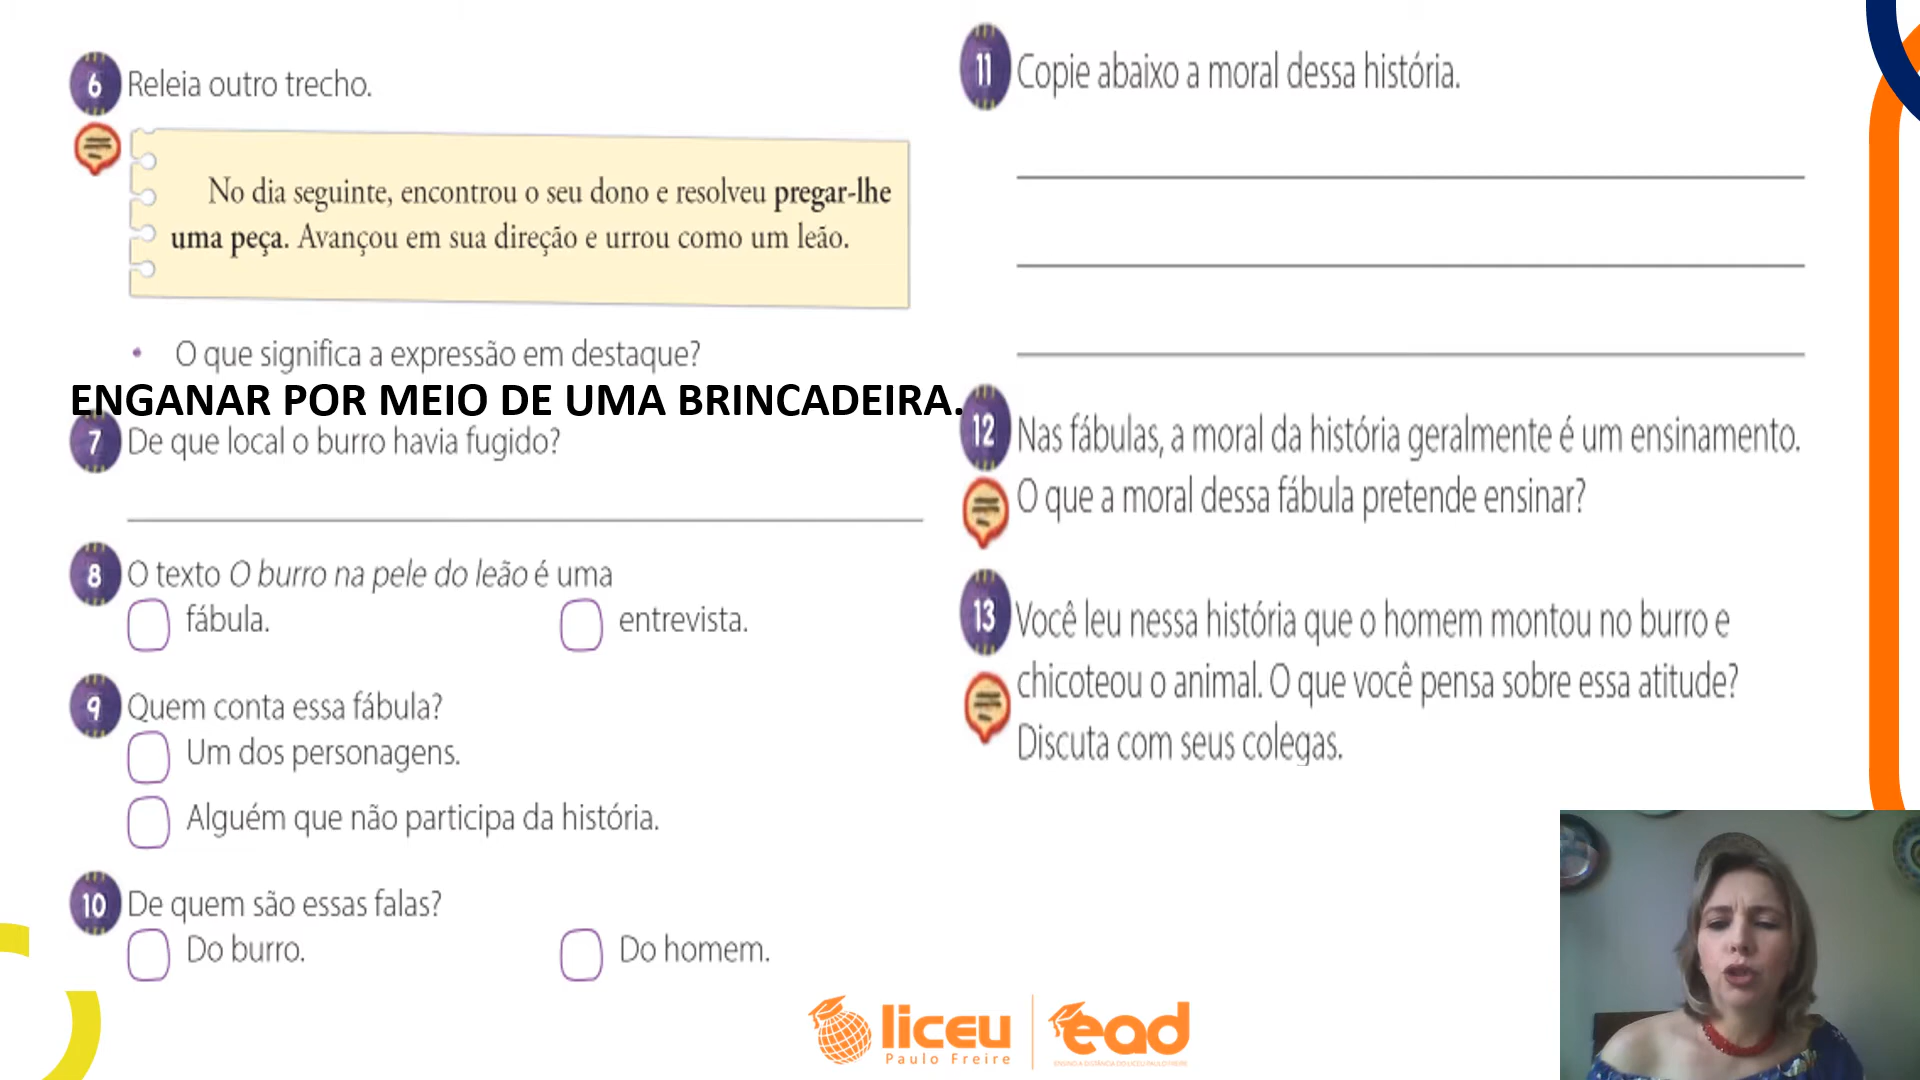 6 Releia outro trecho.
No dia seguinte, encontrou o seu dono e resolveu pregar-lhe
uma peça. Avançou em sua direção e urrou como um leão.
• O que significa a expressão em destaque?
ENGANAR POR MEIO DE UMA BRINCADEIRA.
7 De que local o burro havia fugido?
8 O texto O burro na pele do leão é uma
fábula. entrevista.
9 Quem conta essa fábula?
Um dos personagens.
Alguém que não participa da história.
10 De quem são essas falas?
Do burro. Do homem.
11 Copie abaixo a moral dessa história.
12 Nas fábulas, a moral da história geralmente é um ensinamento.
O que a moral dessa fábula pretende ensinar?
13 Você leu nessa história que o homem montou no burro e
chicoteou o animal. O que você pensa sobre essa atitude?
Discuta com seus colegas.
liceu
Paulo Freire
ead
ENSINO A DISTÂNCIA DO LICEU PAULO FREIRE